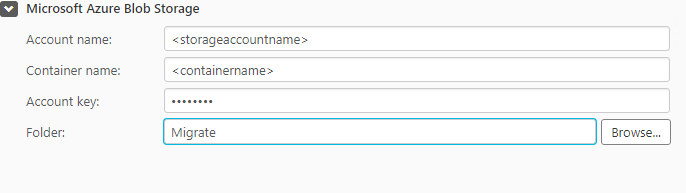 Microsoft Azure Blob Storage
Account name: <storageaccountname>
Container name: <containername>
Account key: ••••••••
Folder: Migrate Browse...